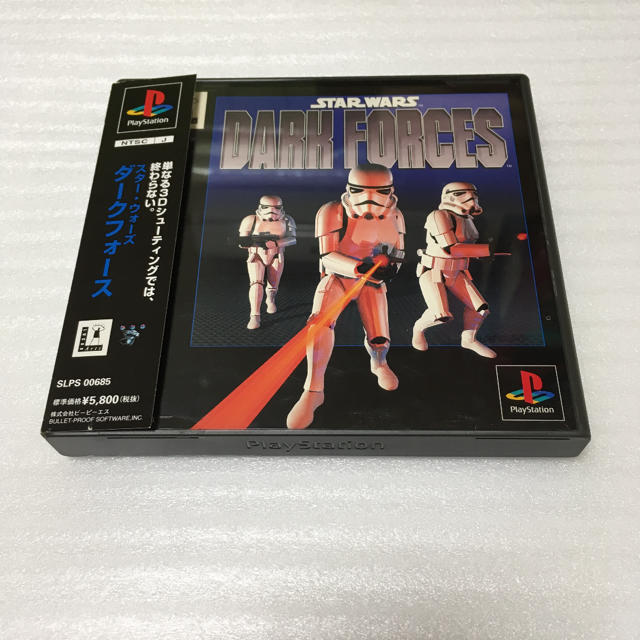 PlayStation
NTSC J
単なる3Dシューティングでは、
終わらない。
スター・ウォーズ
ダークフォース
SLPS 00685
標準価格¥5,800(税抜)
株式会社ビーピーエス
BULLET-PROOF SOFTWARE,INC.
STAR WARS™
DARK FORCES™
PlayStation
PlayStation